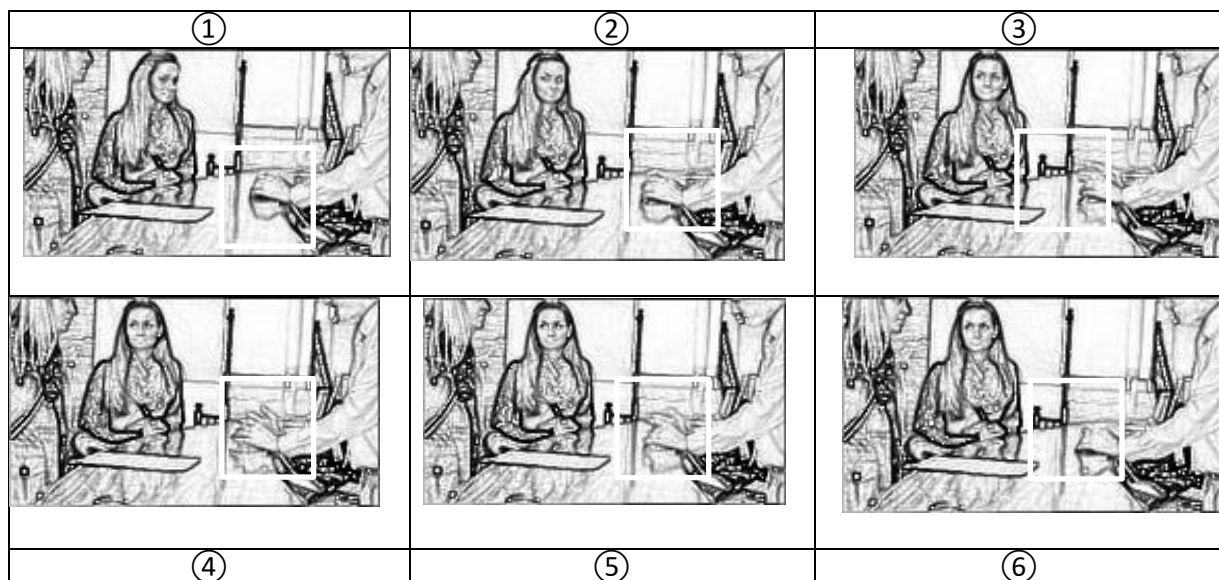 ① ② ③
④ ⑤ ⑥